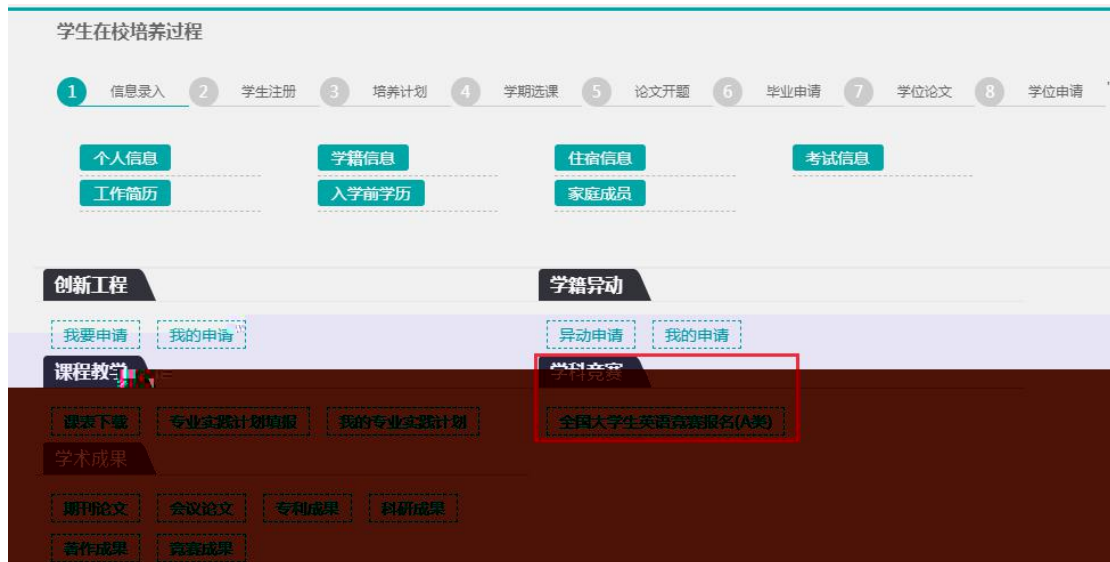 学生在校培养过程
1 信息录入 2 学生注册 3 培养计划 4 学期选课 5 论文开题 6 毕业申请 7 学位论文 8 学位申请
个人信息 学籍信息 住宿信息 考试信息
工作简历 入学前学历 家庭成员
创新工程 学籍异动
我要申请 我的申请 异动申请 我的申请
课程教学 学科竞赛
课表下载 专业实践计划填报 我的专业实践计划 全国大学生英语竞赛报名(A类)
学术成果
期刊论文 会议论文 专利成果 科研成果
著作成果 竞赛成果